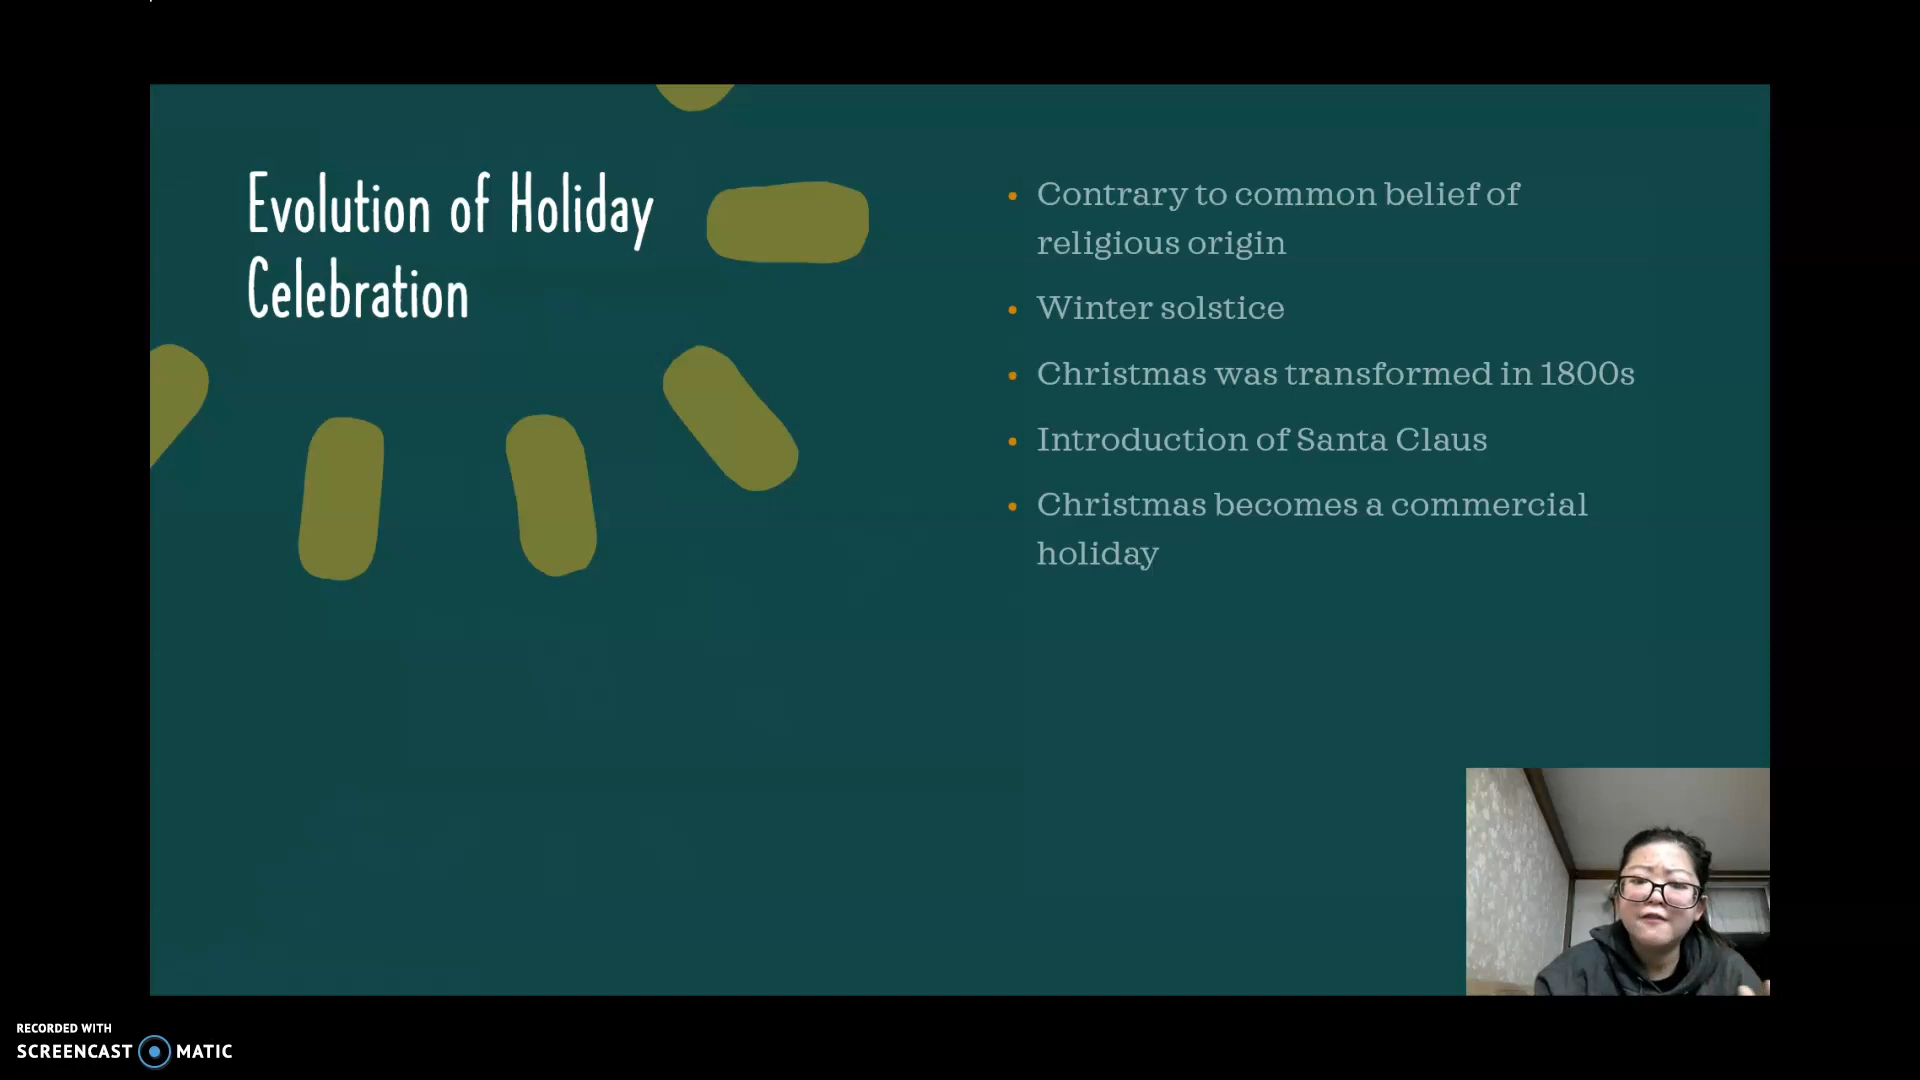 Evolution of Holiday
Celebration
Contrary to common belief of
religious origin
Winter solstice
Christmas was transformed in 1800s
Introduction of Santa Claus
Christmas becomes a commercial
holiday
RECORDED WITH
SCREENCAST MATIC